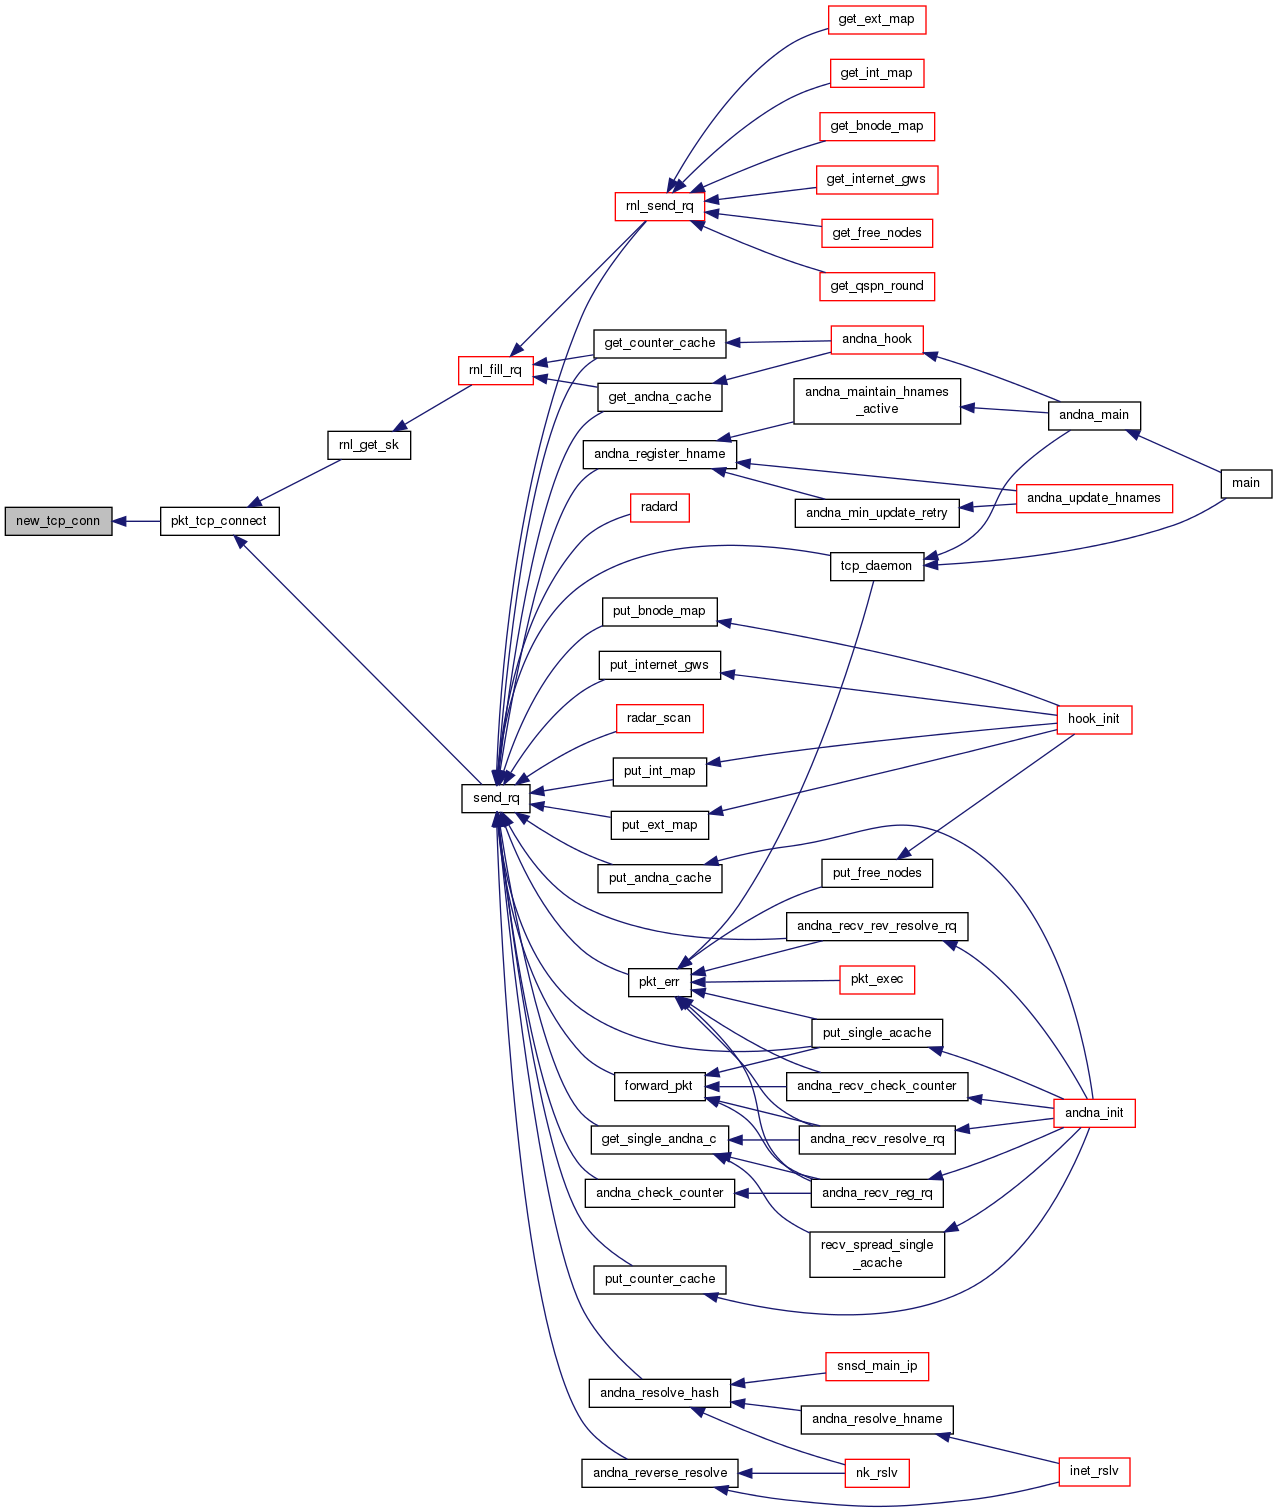 get_ext_map
get_int_map
get_bnode_map
get_internet_gws
rnl_send_rq
get_free_nodes
get_qspn_round
get_counter_cache
andna_hook
rnl_fill_rq
get_andna_cache
andna_maintain_hnames
_active
andna_main
rnl_get_sk
andna_register_hname
main
andna_update_hnames
radard
andna_min_update_retry
new_tcp_conn
pkt_tcp_connect
tcp_daemon
put_bnode_map
put_internet_gws
radar_scan
hook_init
put_int_map
send_rq
put_ext_map
put_andna_cache
put_free_nodes
andna_recv_rev_resolve_rq
pkt_err
pkt_exec
put_single_acache
forward_pkt
andna_recv_check_counter
andna_init
get_single_andna_c
andna_recv_resolve_rq
andna_check_counter
andna_recv_reg_rq
recv_spread_single
_acache
put_counter_cache
snsd_main_ip
andna_resolve_hash
andna_resolve_hname
andna_reverse_resolve
nk_rslv
inet_rslv